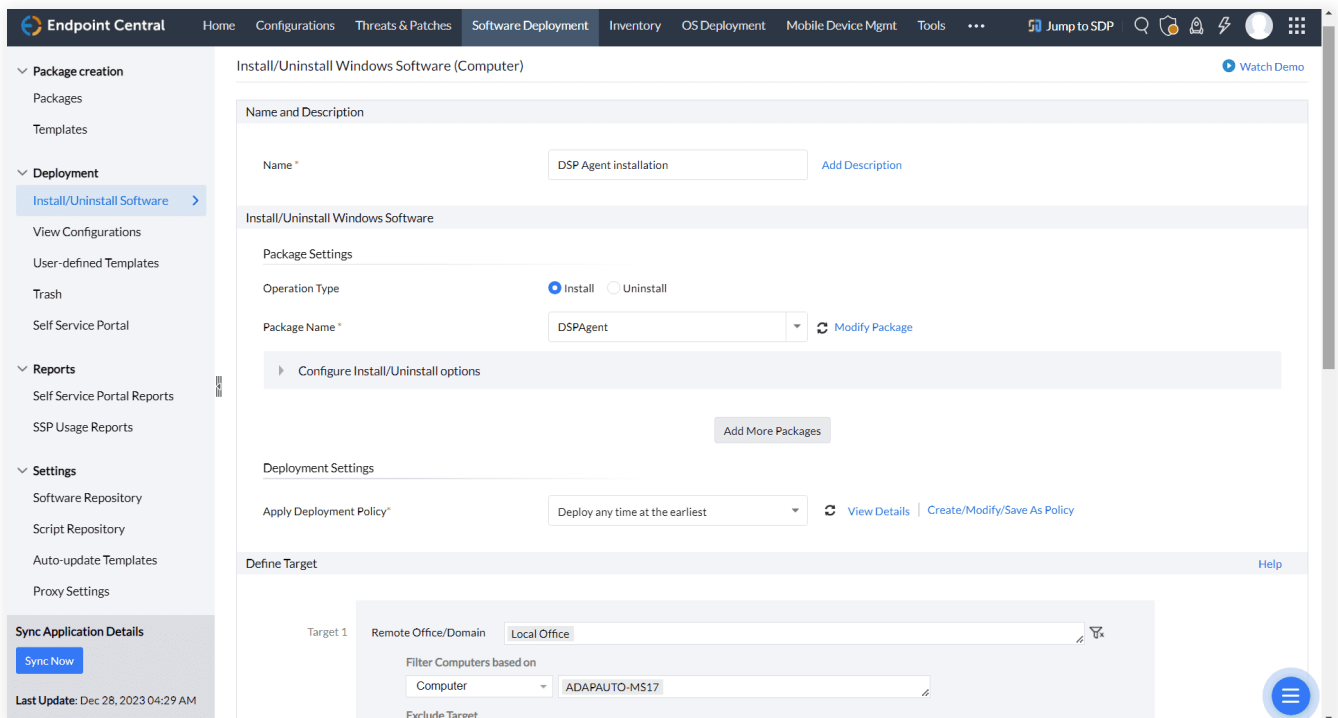 Endpoint Central Home Configurations Threats & Patches Software Deployment Inventory OS Deployment Mobile Device Mgmt Tools ••• Jump to SDP
Package creation
Packages
Templates
Deployment
Install/Uninstall Software
View Configurations
User-defined Templates
Trash
Self Service Portal
Reports
Self Service Portal Reports
SSP Usage Reports
Settings
Software Repository
Script Repository
Auto-update Templates
Proxy Settings
Sync Application Details
Sync Now
Last Update: Dec 28, 2023 04:29 AM
Install/Uninstall Windows Software (Computer) Watch Demo
Name and Description
Name * DSP Agent installation Add Description
Install/Uninstall Windows Software
Package Settings
Operation Type Install Uninstall
Package Name * DSPAgent Modify Package
Configure Install/Uninstall options
Add More Packages
Deployment Settings
Apply Deployment Policy* Deploy any time at the earliest View Details Create/Modify/Save As Policy
Define Target Help
Target 1 Remote Office/Domain Local Office
Filter Computers based on
Computer ADAPAUTO-MS17
Exclude Target